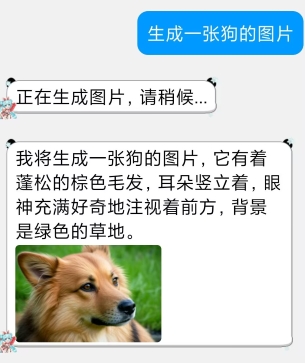 生成一张狗的图片
正在生成图片，请稍候...
我将生成一张狗的图片，它有着
蓬松的棕色毛发，耳朵竖立着，眼
神充满好奇地注视着前方，背景
是绿色的草地。